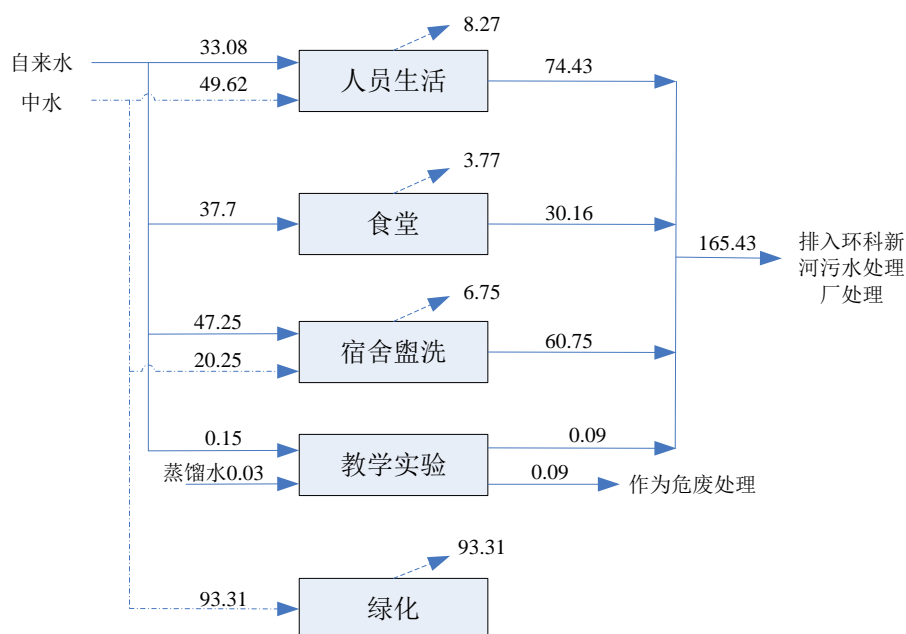 8.27
33.08
自来水
人员生活
74.43
49.62
中水
3.77
37.7
食堂
30.16
165.43
排入环科新
河污水处理
厂处理
6.75
47.25
宿舍盥洗
60.75
20.25
0.15
教学实验
0.09
蒸馏水0.03
0.09
作为危废处理
93.31
93.31
绿化